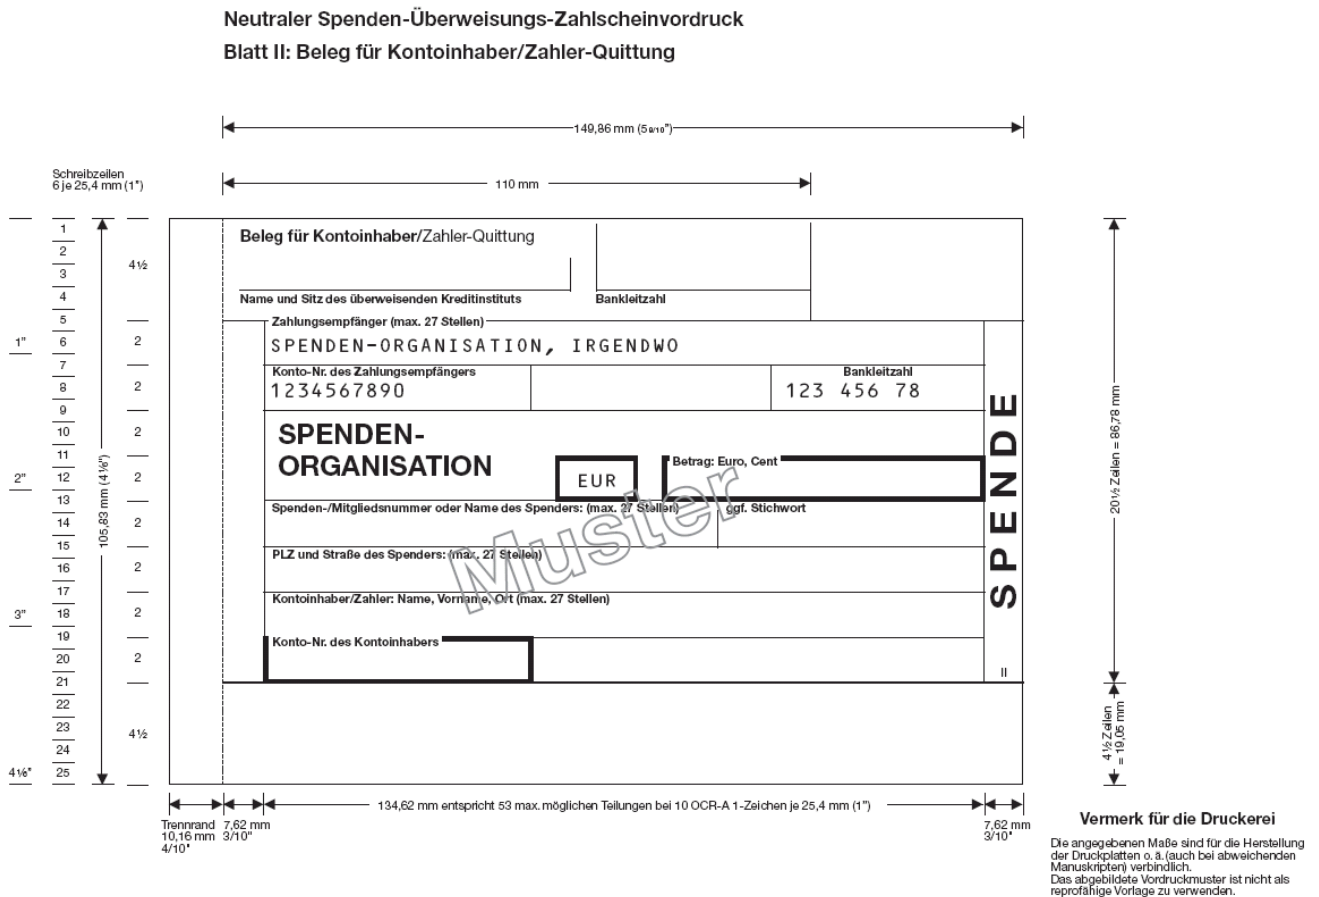 Neutraler Spenden-Überweisungs-Zahlscheinvordruck
Blatt II: Beleg für Kontoinhaber/Zahler-Quittung
149,86 mm (5 9/10")
Schreibzeilen
6 je 25,4 mm (1")
110 mm
1
2
3
4
5
6
7
8
9
10
11
12
13
14
15
16
17
18
19
20
21
22
23
24
25
1"
2"
3"
4 1/6"
105,83 mm (4 1/6")
4 ½
2
2
2
2
2
2
2
2
4 ½
Beleg für Kontoinhaber/Zahler-Quittung
Name und Sitz des überweisenden Kreditinstituts
Bankleitzahl
Zahlungsempfänger (max. 27 Stellen)
SPENDEN-ORGANISATION, IRGENDWO
Konto-Nr. des Zahlungsempfängers
Bankleitzahl
1234567890
123 456 78
SPENDEN-
ORGANISATION
EUR
Betrag: Euro, Cent
Spenden-/Mitgliedsnummer oder Name des Spenders: (max. 27 Stellen)
ggf. Stichwort
PLZ und Straße des Spenders: (max. 27 Stellen)
Kontoinhaber/Zahler: Name, Vorname, Ort (max. 27 Stellen)
Konto-Nr. des Kontoinhabers
Muster
SPENDE
II
20 ½ Zeilen = 86,78 mm
4 ½ Zeilen
= 19,05 mm
134,62 mm entspricht 53 max. möglichen Teilungen bei 10 OCR-A 1-Zeichen je 25,4 mm (1")
Trennrand
10,16 mm
4/10"
7,62 mm
3/10"
7,62 mm
3/10"
Vermerk für die Druckerei
Die angegebenen Maße sind für die Herstellung
der Druckplatten o. ä. (auch bei abweichenden
Manuskripten) verbindlich.
Das abgebildete Vordruckmuster ist nicht als
reprofähige Vorlage zu verwenden.